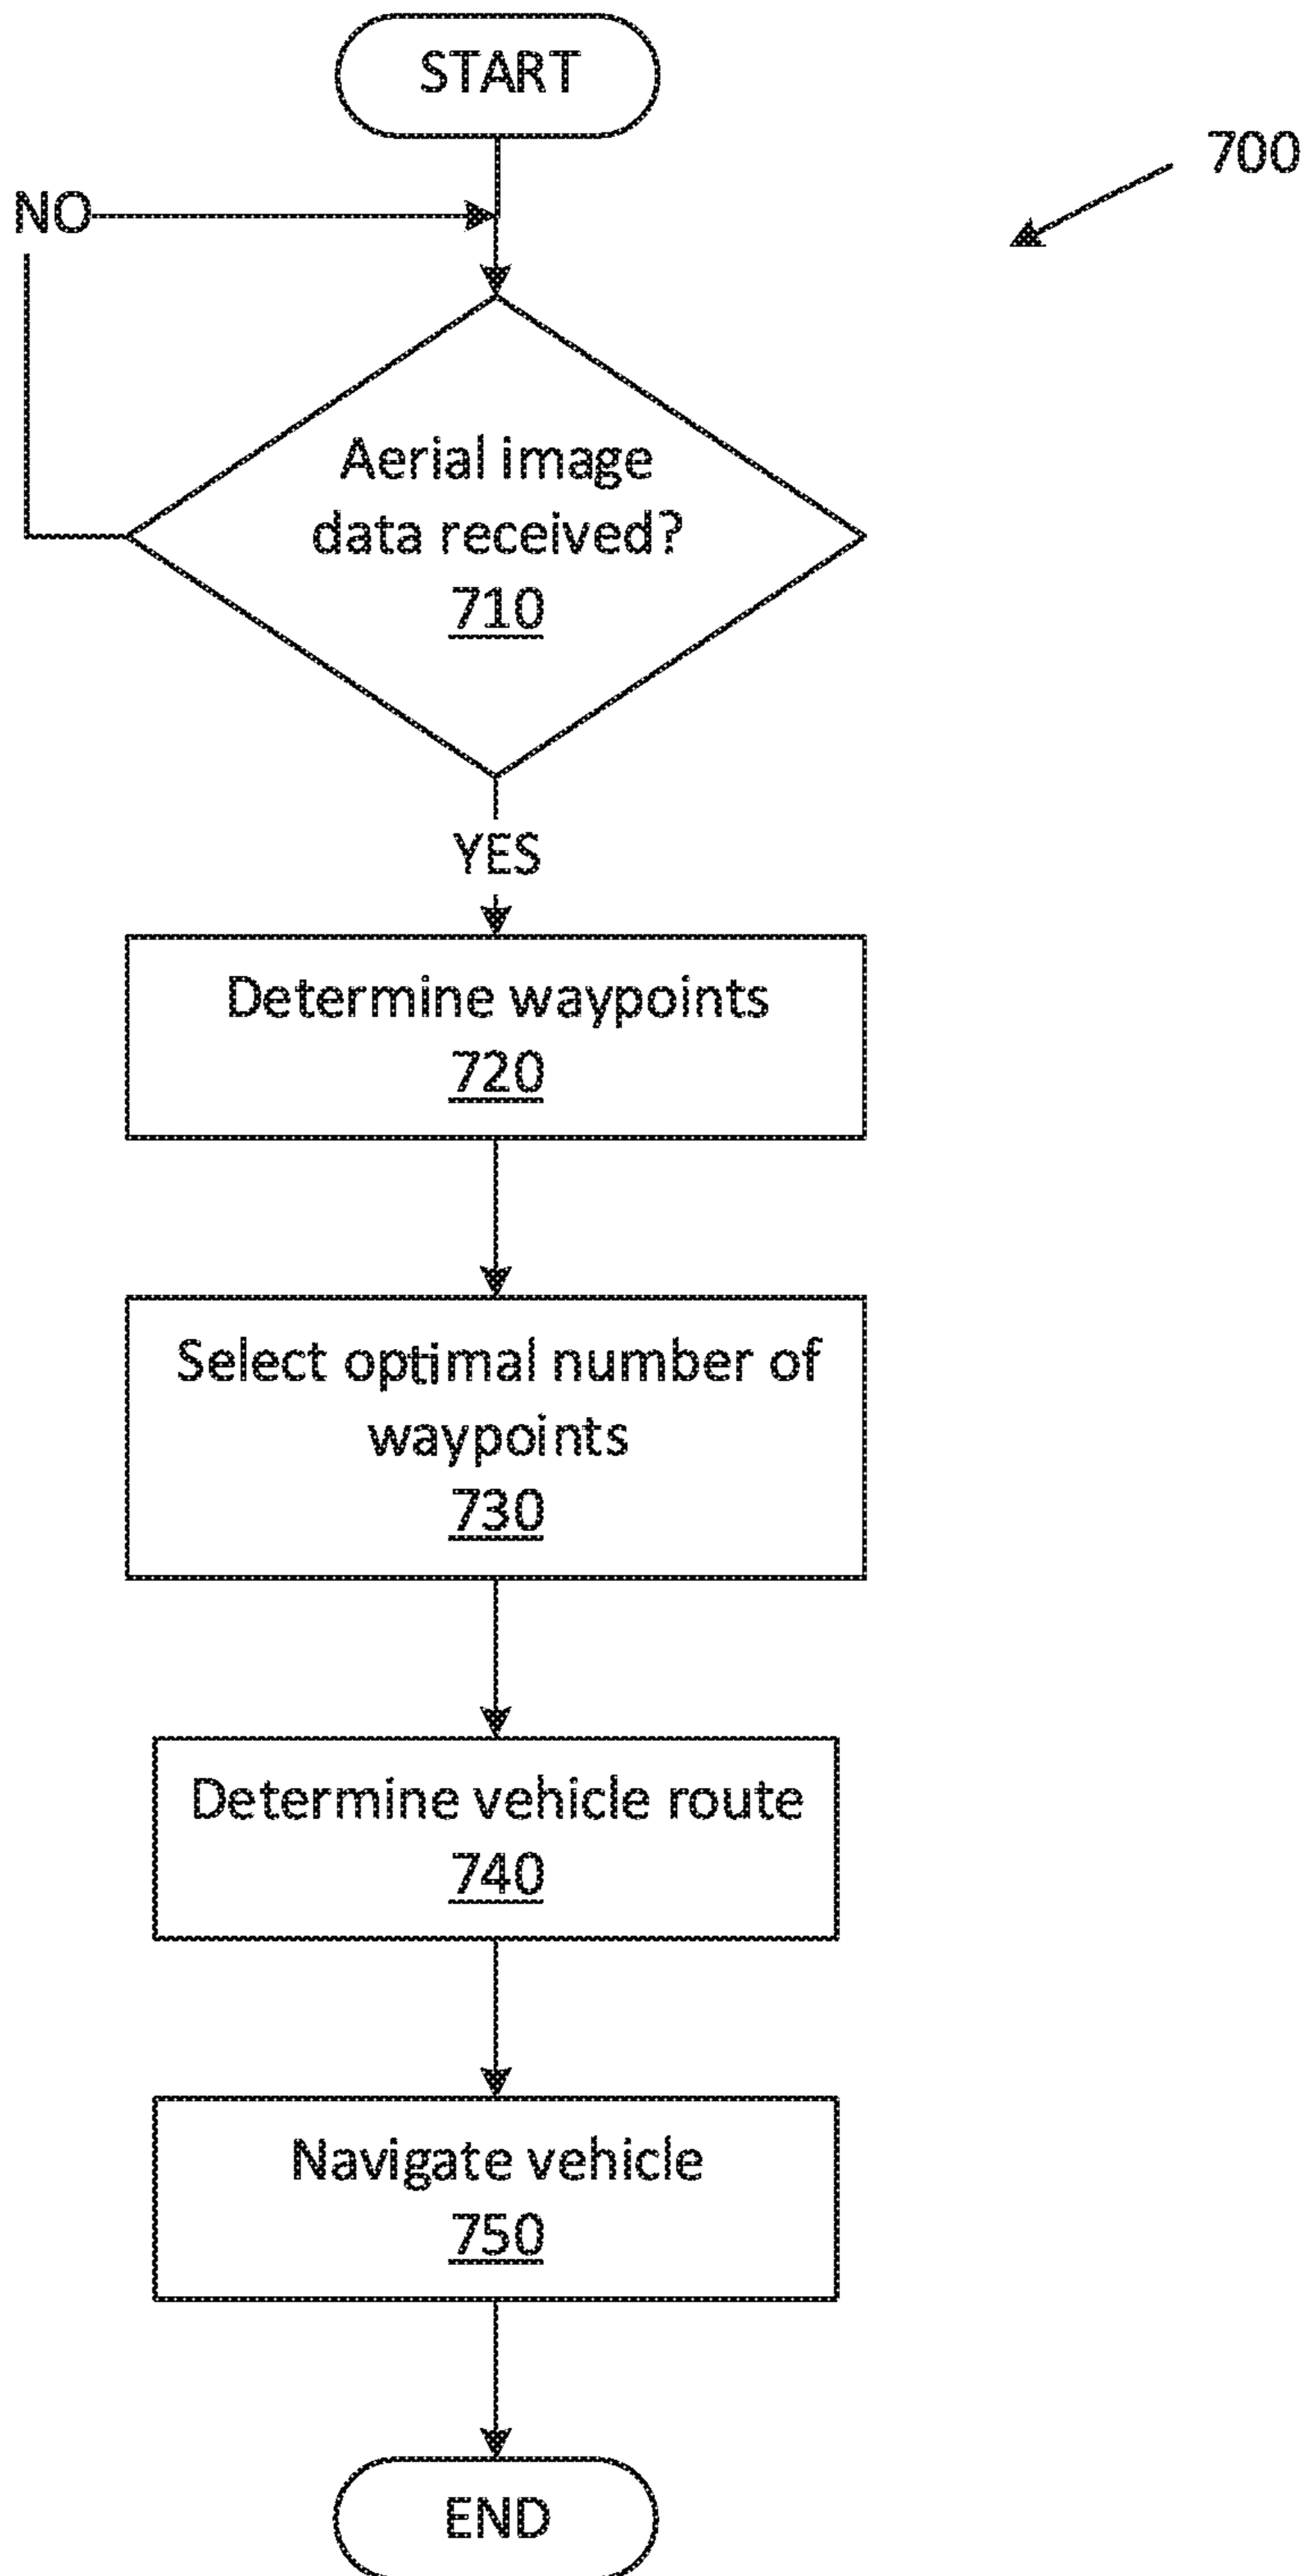 START
700
NO
Aerial image
data received?
710
YES
Determine waypoints
720
Select optimal number of
waypoints
730
Determine vehicle route
740
Navigate vehicle
750
END